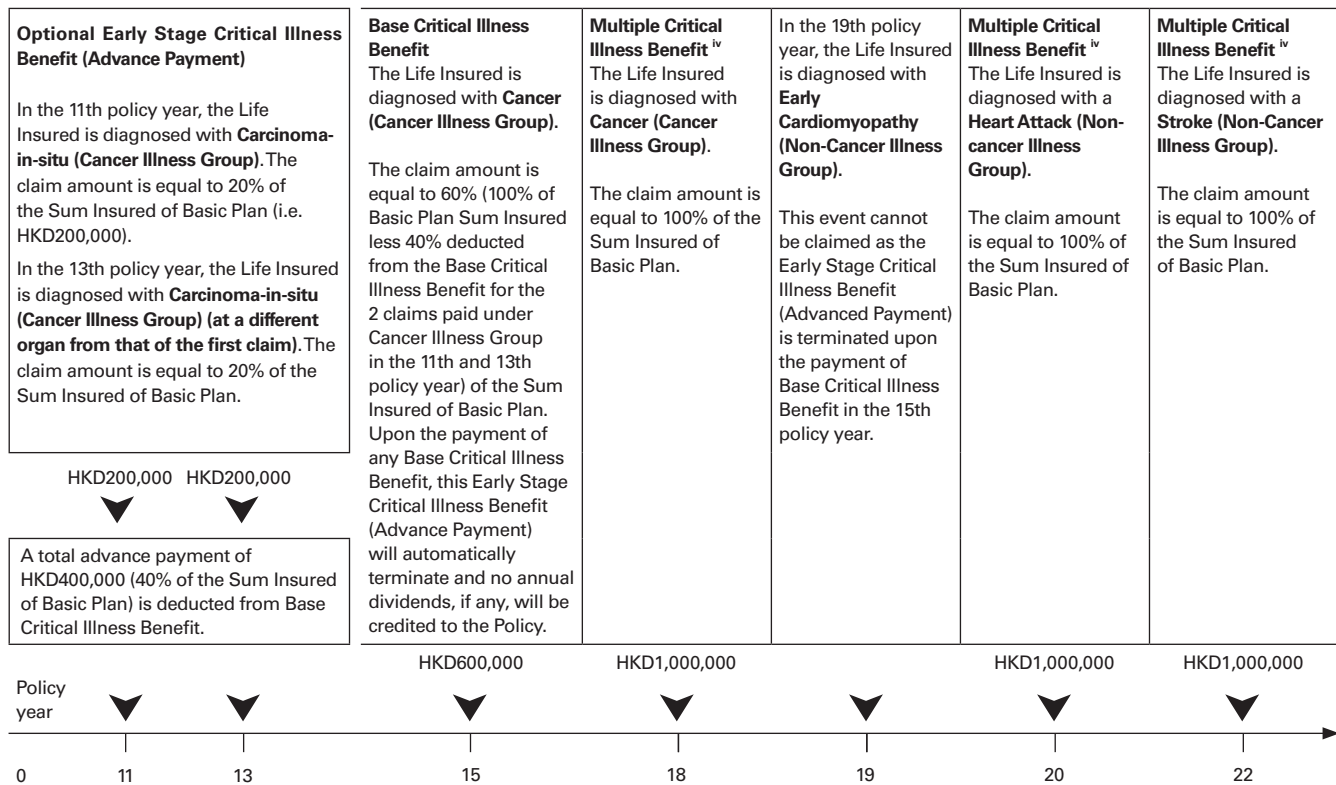 Optional Early Stage Critical Illness
Benefit (Advance Payment)
In the 11th policy year, the Life
Insured is diagnosed with Carcinoma-
in-situ (Cancer Illness Group). The
claim amount is equal to 20% of
the Sum Insured of Basic Plan (i.e.
HKD200,000).
In the 13th policy year, the Life Insured
is diagnosed with Carcinoma-in-situ
(Cancer Illness Group) (at a different
organ from that of the first claim). The
claim amount is equal to 20% of the
Sum Insured of Basic Plan.
HKD200,000 HKD200,000
A total advance payment of
HKD400,000 (40% of the Sum Insured
of Basic Plan) is deducted from Base
Critical Illness Benefit.
Base Critical Illness
Benefit
The Life Insured is
diagnosed with Cancer
(Cancer Illness Group).
The claim amount is
equal to 60% (100% of
Basic Plan Sum Insured
less 40% deducted
from the Base Critical
Illness Benefit for the
2 claims paid under
Cancer Illness Group
in the 11th and 13th
policy year) of the Sum
Insured of Basic Plan.
Upon the payment of
any Base Critical Illness
Benefit, this Early Stage
Critical Illness Benefit
(Advance Payment)
will automatically
terminate and no annual
dividends, if any, will be
credited to the Policy.
Multiple Critical
Illness Benefit iv
The Life Insured
is diagnosed with
Cancer (Cancer
Illness Group).
The claim amount is
equal to 100% of the
Sum Insured of
Basic Plan.
In the 19th policy
year, the Life Insured
is diagnosed with
Early
Cardiomyopathy
(Non-Cancer Illness
Group).
This event cannot
be claimed as the
Early Stage Critical
Illness Benefit
(Advanced Payment)
is terminated upon
the payment of
Base Critical Illness
Benefit in the 15th
policy year.
Multiple Critical
Illness Benefit iv
The Life Insured is
diagnosed with a
Heart Attack (Non-
cancer Illness
Group).
The claim amount
is equal to 100% of
the Sum Insured of
Basic Plan.
Multiple Critical
Illness Benefit iv
The Life Insured is
diagnosed with a
Stroke (Non-Cancer
Illness Group).
The claim amount
is equal to 100% of
the Sum Insured
of Basic Plan.
HKD600,000 HKD1,000,000 HKD1,000,000 HKD1,000,000
Policy
year
0 11 13 15 18 19 20 22